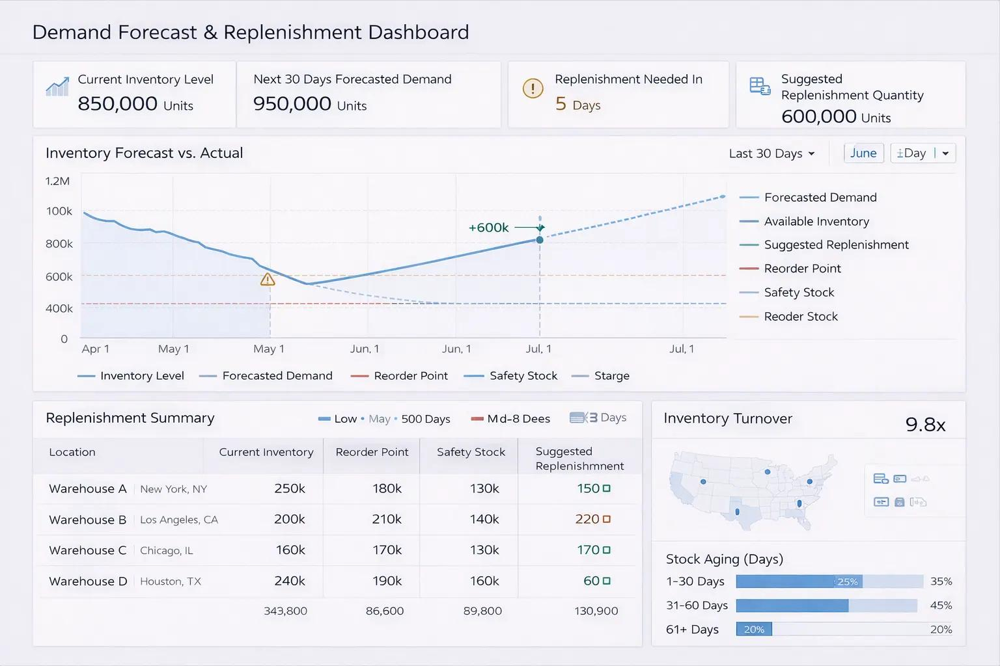 Demand Forecast & Replenishment Dashboard
Current Inventory Level
850,000 Units
Next 30 Days Forecasted Demand
950,000 Units
Replenishment Needed In
5 Days
Suggested
Replenishment Quantity
600,000 Units
Inventory Forecast vs. Actual
Last 30 Days
June
±Day
1.2M
100k
800k
600k
400k
0
+600k
Apr 1
May 1
May 1
Jun, 1
Jun, 1
Jul, 1
Jul, 1
Forecasted Demand
Available Inventory
Suggested Replenishment
Reorder Point
Safety Stock
Reoder Stock
Inventory Level
Forecasted Demand
Reorder Point
Safety Stock
Starge
Replenishment Summary
Low • May • 500 Days
Md-8 Dees
3 Days
Location
Current Inventory
Reorder Point
Safety Stock
Suggested
Replenishmnent
Warehouse A New York, NY 250k 180k 130k 150
Warehouse B Los Angeles, CA 200k 210k 140k 220
Warehouse C Chicago, IL 160k 170k 130k 170
Warehouse D Houston, TX 240k 190k 160k 60
343,800 86,600 89,800 130,900
Inventory Turnover
9.8x
Stock Aging (Days)
1-30 Days 25% 35%
31-60 Days 45%
61+ Days 20% 20%